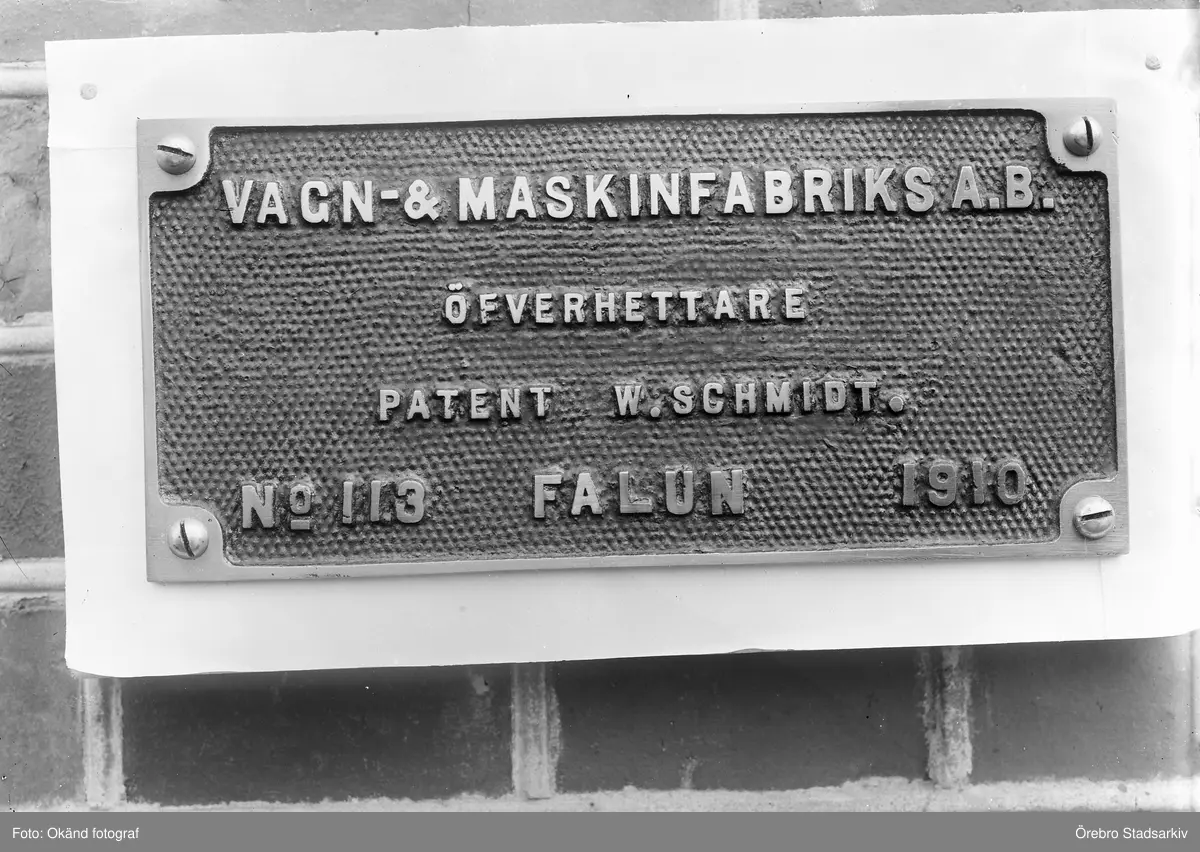 VAGN-& MASKINFABRIKS A.B.
ÖFVERHETTARE
PATENT W. SCHMIDT.
No 113 FALUN 1910
Foto: Okänd fotograf
Örebro Stadsarkiv